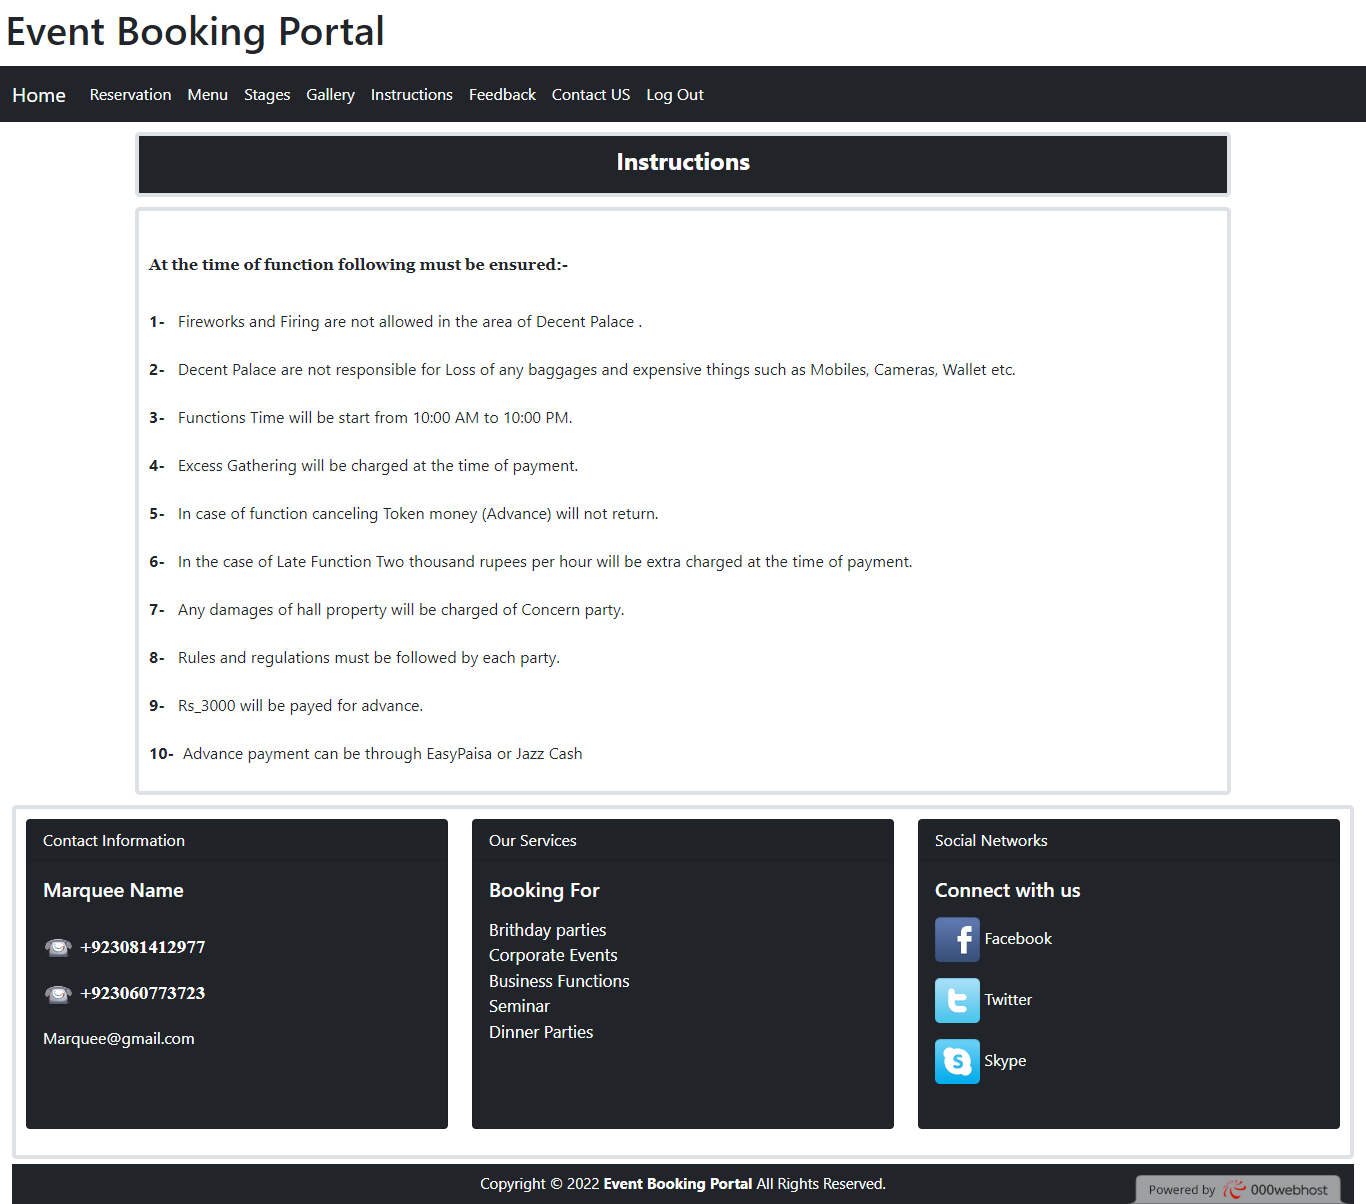 Event Booking Portal
Home Reservation Menu Stages Gallery Instructions Feedback Contact US Log Out
Instructions
At the time of function following must be ensured:-
1- Fireworks and Firing are not allowed in the area of Decent Palace .
2- Decent Palace are not responsible for Loss of any baggages and expensive things such as Mobiles, Cameras, Wallet etc.
3- Functions Time will be start from 10:00 AM to 10:00 PM.
4- Excess Gathering will be charged at the time of payment.
5- In case of function canceling Token money (Advance) will not return.
6- In the case of Late Function Two thousand rupees per hour will be extra charged at the time of payment.
7- Any damages of hall property will be charged of Concern party.
8- Rules and regulations must be followed by each party.
9- Rs_3000 will be payed for advance.
10- Advance payment can be through EasyPaisa or Jazz Cash
Contact Information
Marquee Name
+923081412977
+923060773723
Marquee@gmail.com
Our Services
Booking For
Brithday parties
Corporate Events
Business Functions
Seminar
Dinner Parties
Social Networks
Connect with us
Facebook
Twitter
Skype
Copyright © 2022 Event Booking Portal All Rights Reserved.
Powered by 000webhost